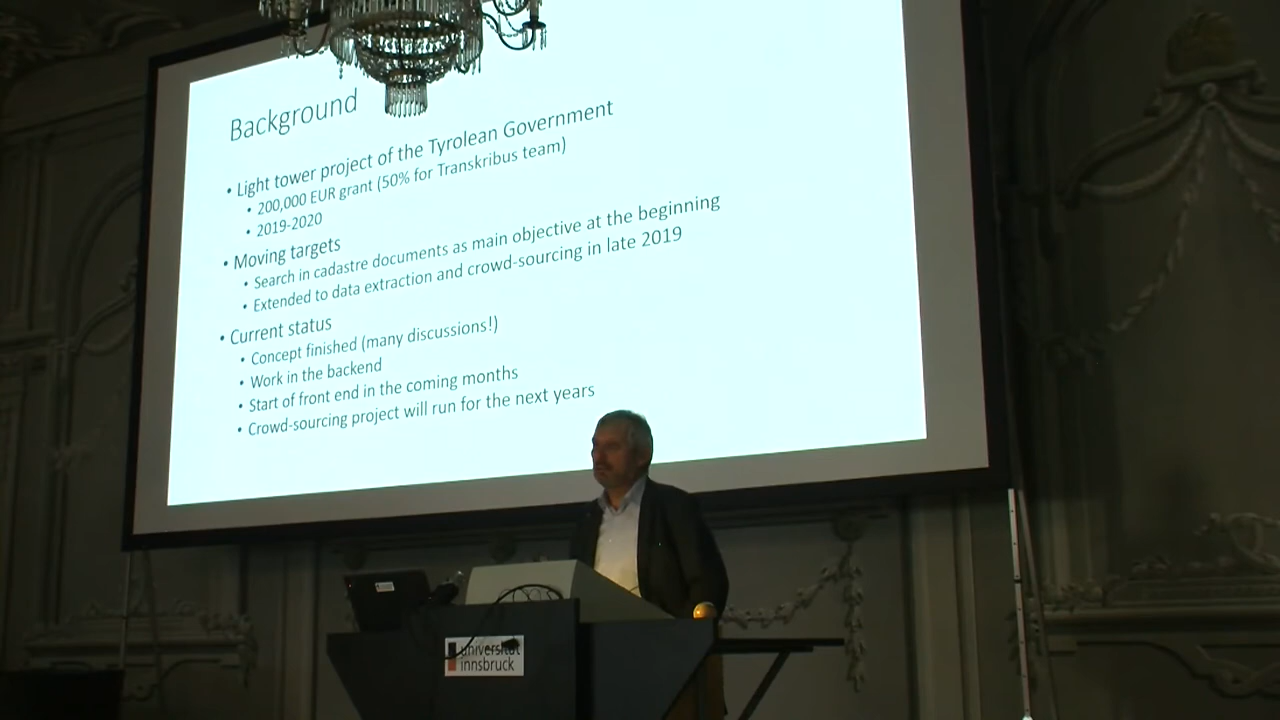 Background
• Light tower project of the Tyrolean Government
• 200,000 EUR grant (50% for Transkribus team)
• 2019-2020
• Moving targets
• Search in cadastre documents as main objective at the beginning
• Extended to data extraction and crowd-sourcing in late 2019
• Current status
• Concept finished (many discussions!)
• Work in the backend
• Start of front end in the coming months
• Crowd-sourcing project will run for the next years
universität
innsbruck